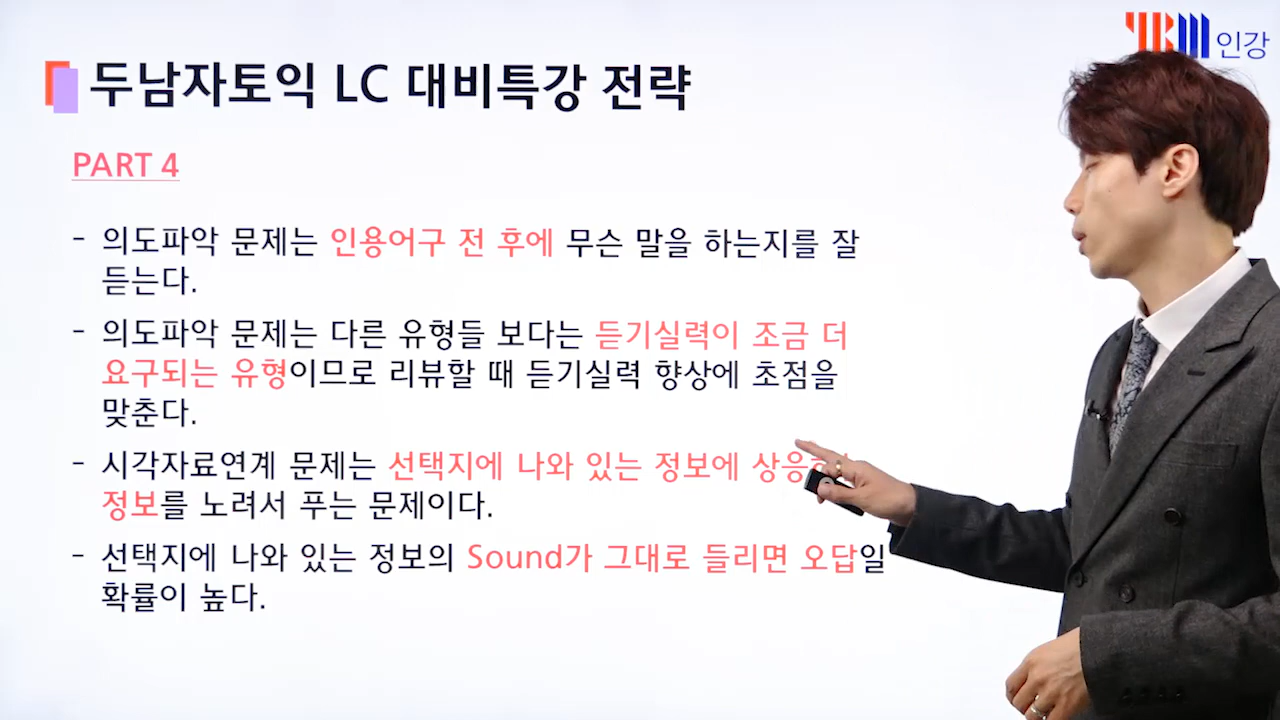 YBM 인강
두남자토익 LC 대비특강 전략
PART 4
- 의도파악 문제는 인용어구 전 후에 무슨 말을 하는지를 잘
듣는다.
- 의도파악 문제는 다른 유형들 보다는 듣기실력이 조금 더
요구되는 유형이므로 리뷰할 때 듣기실력 향상에 초점을
맞춘다.
- 시각자료연계 문제는 선택지에 나와 있는 정보에
정보를 노려서 푸는 문제이다.
- 선택지에 나와 있는 정보의 Sound가 그대로 들리면 오답일
확률이 높다.